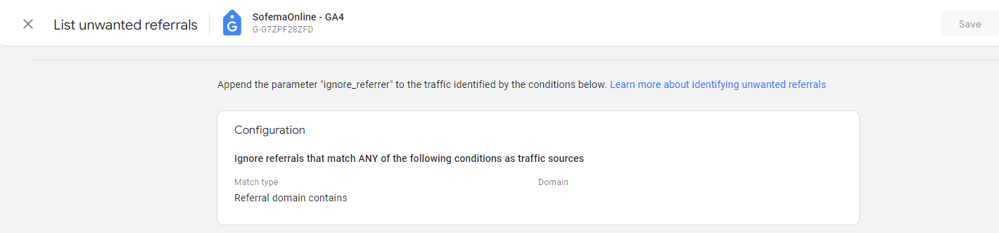 List unwanted referrals
SofemaOnline - GA4
G-G7ZPF28ZFD
Save
Append the parameter "ignore_referrer" to the traffic identified by the conditions below. Learn more about identifying unwanted referrals
Configuration
Ignore referrals that match ANY of the following conditions as traffic sources
Match type
Domain
Referral domain contains